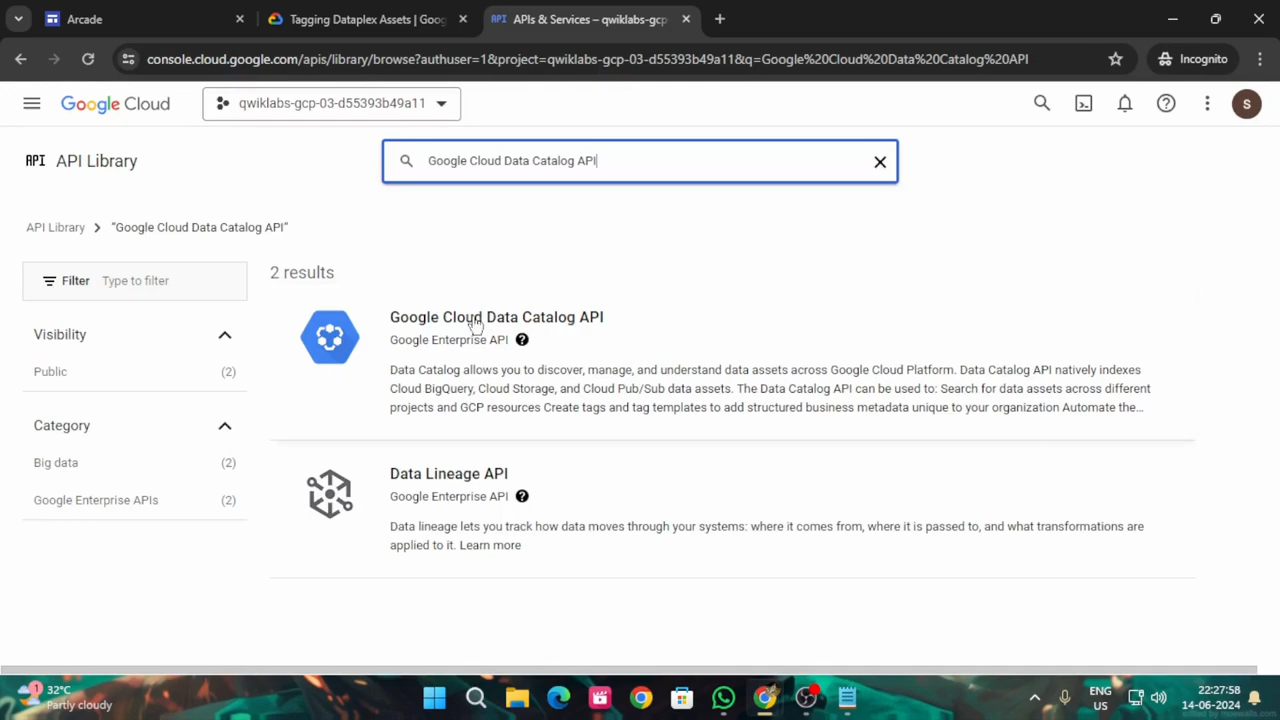 Arcade
Tagging Dataplex Assets | Goog
API APIs & Services – qwiklabs-gcp
console.cloud.google.com/apis/library/browse?authuser=1&project=qwiklabs-gcp-03-d55393b49a11&q=Google%20Cloud%20Data%20Catalog%20API
Incognito
Google Cloud
qwiklabs-gcp-03-d55393b49a11
S
API API Library
Google Cloud Data Catalog API
API Library
“Google Cloud Data Catalog API”
Filter Type to filter
2 results
Visibility
Public (2)
Category
Big data (2)
Google Enterprise APIs (2)
Google Cloud Data Catalog API
Google Enterprise API ?
Data Catalog allows you to discover, manage, and understand data assets across Google Cloud Platform. Data Catalog API natively indexes
Cloud BigQuery, Cloud Storage, and Cloud Pub/Sub data assets. The Data Catalog API can be used to: Search for data assets across different
projects and GCP resources Create tags and tag templates to add structured business metadata unique to your organization Automate the...
Data Lineage API
Google Enterprise API ?
Data lineage lets you track how data moves through your systems: where it comes from, where it is passed to, and what transformations are
applied to it. Learn more
1
32°C
Partly cloudy
ENG
US
22:27:58
14-06-2024